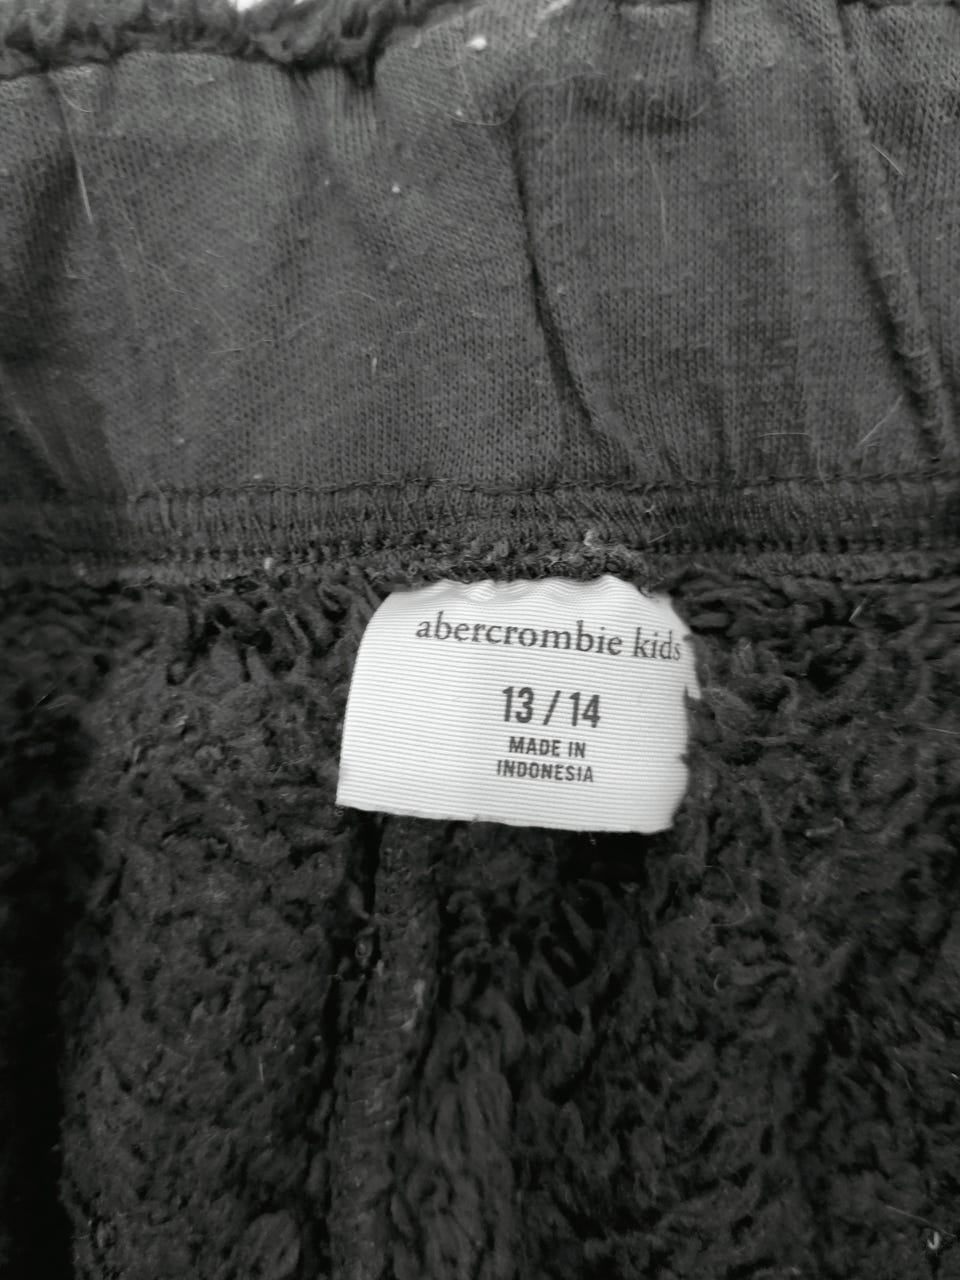 abercrombie kids
13 / 14
MADE IN
INDONESIA